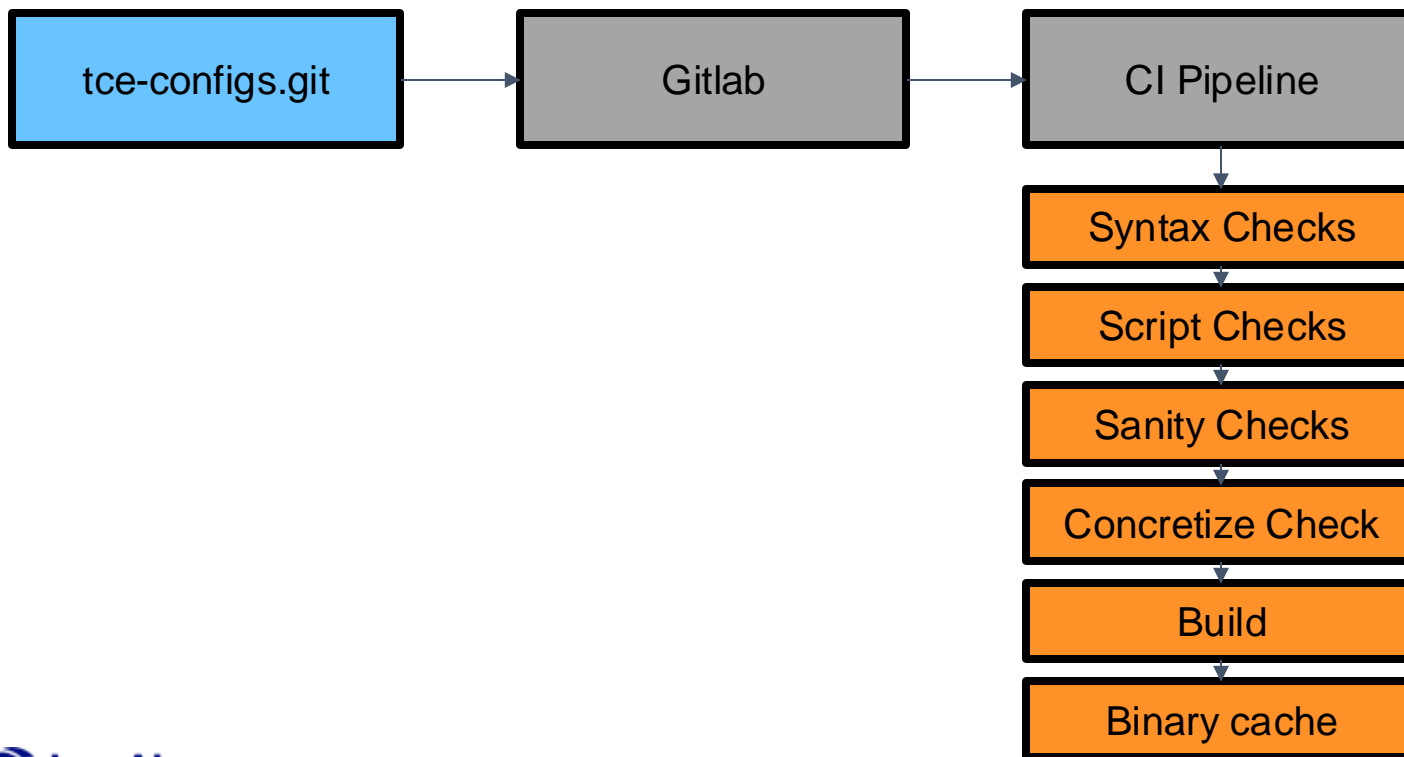 tce-configs.git
Gitlab
CI Pipeline
Syntax Checks
Script Checks
Sanity Checks
Concretize Check
Build
Binary cache